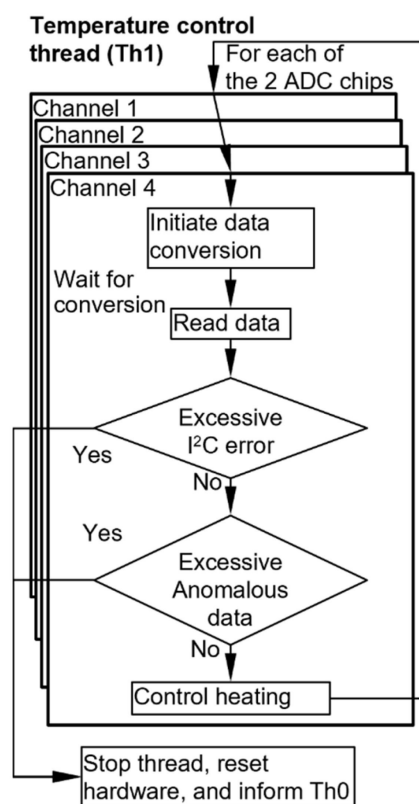 Temperature control
thread (Th1)
For each of
the 2 ADC chips
Channel 1
Channel 2
Channel 3
Channel 4
Initiate data
conversion
Wait for
conversion
Read data
Excessive
I²C error
Yes
No
Yes
Excessive
Anomalous
data
No
Control heating
Stop thread, reset
hardware, and inform Th0